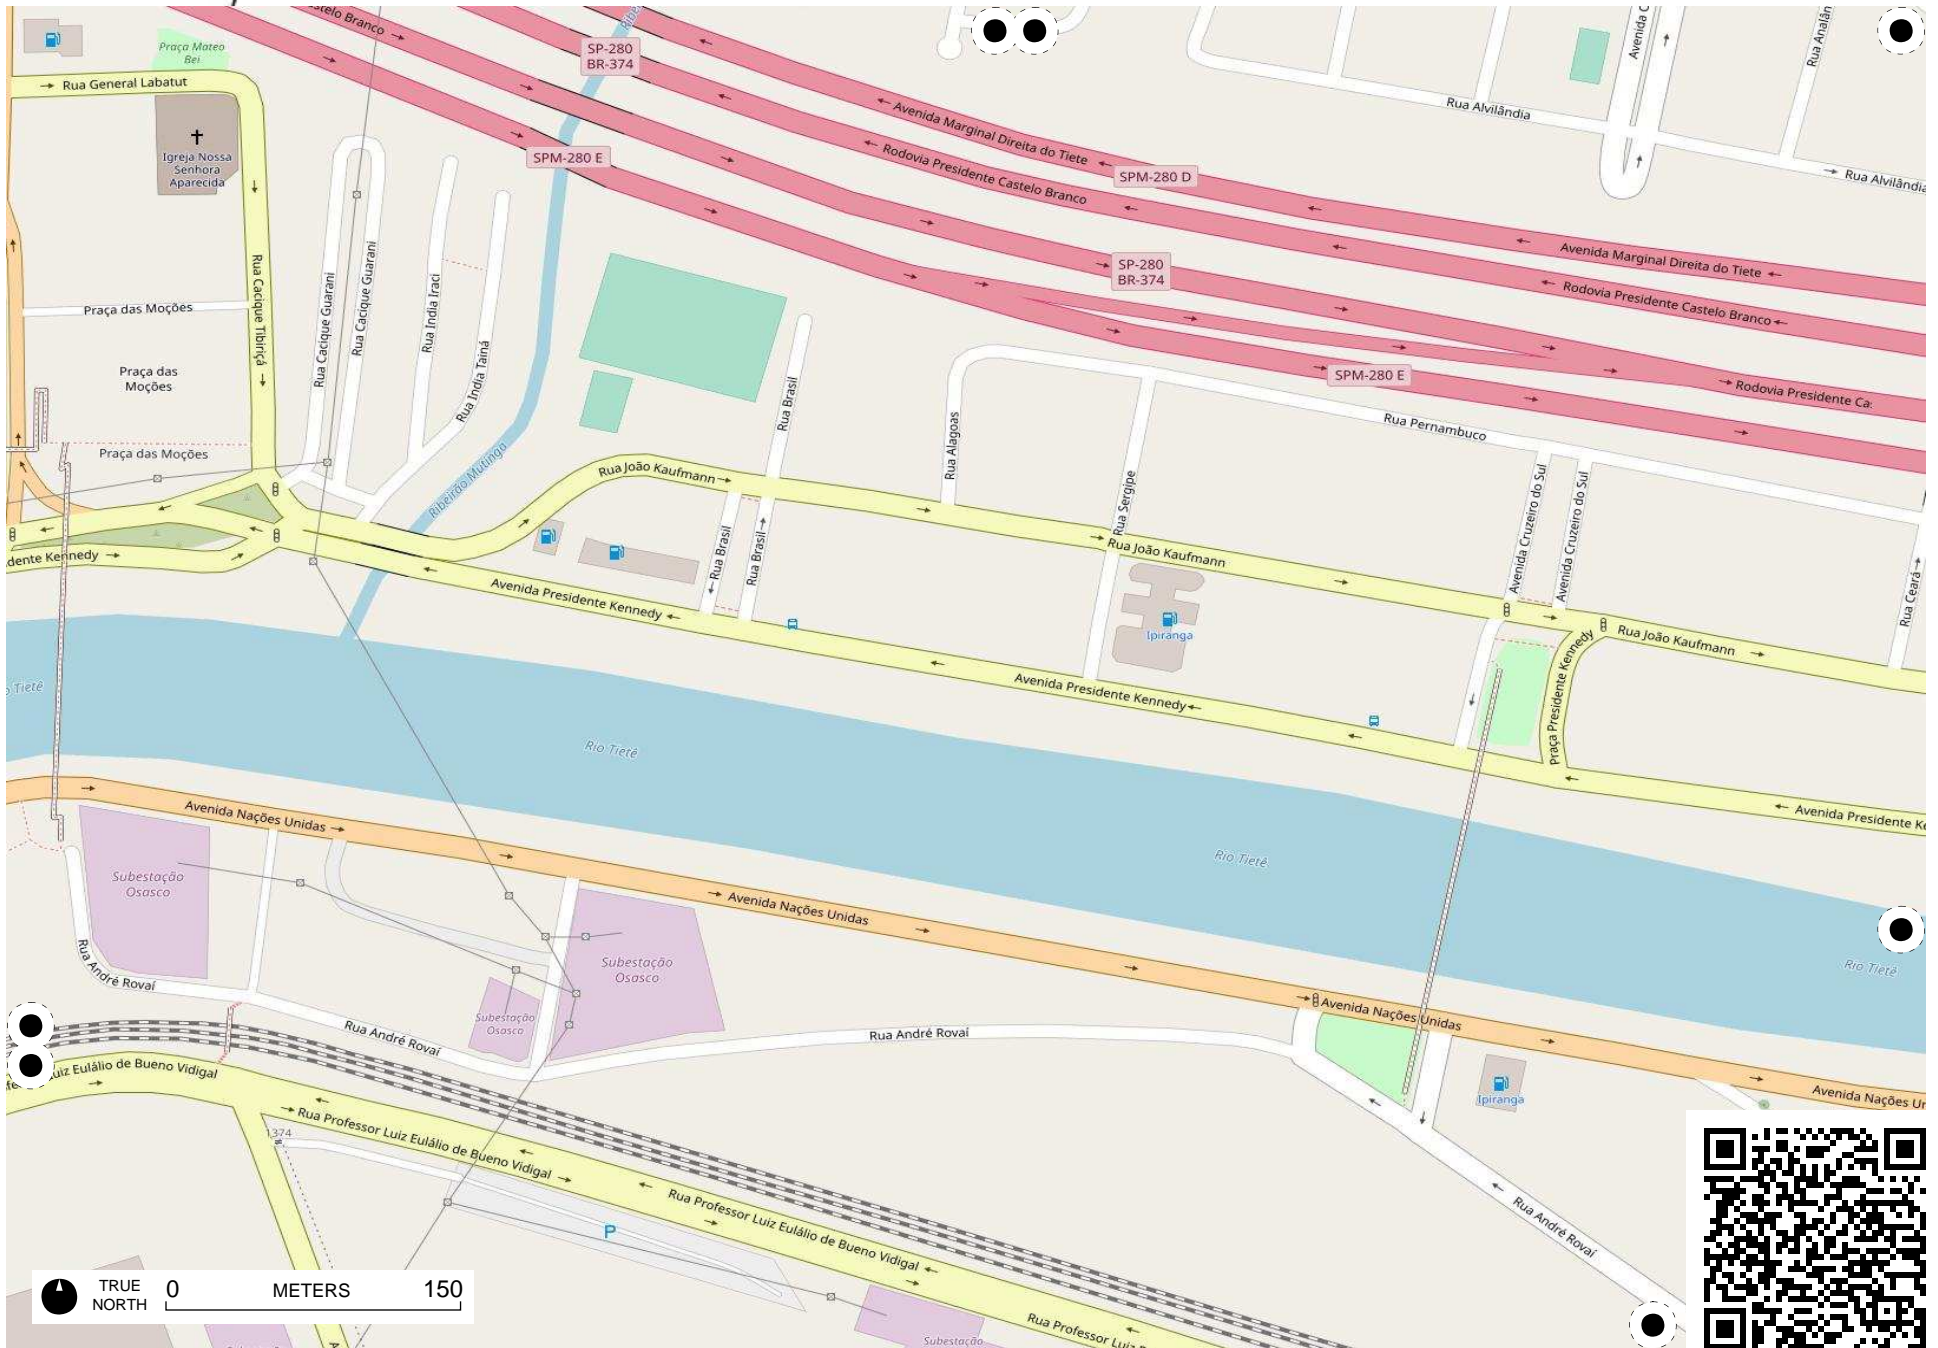 Castelo Branco
Ribe
SP-280
BR-374
Avenida C
Rua Analân
Praça Mateo
Bei
Rua General Labatut
Avenida Marginal Direita do Tiete
Rua Alvilândia
Igreja Nossa
Senhora
Aparecida
SPM-280 E
Rodovia Presidente Castelo Branco
SPM-280 D
Rua Alvilândia
Avenida Marginal Direita do Tiete
SP-280
BR-374
Rodovia Presidente Castelo Branco
Praça das Moções
Rua Cacique Tibiriçá
Rua Cacique Guarani
Rua Cacique Guarani
Rua India Iraci
Rua India Tainá
Praça das
Moções
Rua Brasil
SPM-280 E
Rodovia Presidente Ca
Rua Alagoas
Rua Pernambuco
Praça das Moções
Ribeirão Mutinga
Rua João Kaufmann
Rua Sergipe
Avenida Cruzeiro do Sul
Avenida Cruzeiro do Sul
idente Kennedy
Rua Brasil
Rua Brasil
Rua João Kaufmann
Rua Ceará
Avenida Presidente Kennedy
Ipiranga
Rua João Kaufmann
Praça Presidente Kennedy
o Tietê
Avenida Presidente Kennedy
Rio Tietê
Avenida Nações Unidas
Avenida Presidente Ke
Rio Tietê
Subestação
Osasco
Avenida Nações Unidas
Rua André Rovaí
Subestação
Osasco
Rio Tietê
Subestação
Osasco
Avenida Nações Unidas
Rua André Rovaí
Rua André Rovaí
Luiz Eulálio de Bueno Vidigal
Ipiranga
Avenida Nações Un
Rua Professor Luiz Eulálio de Bueno Vidigal
1374
Rua Professor Luiz Eulálio de Bueno Vidigal
P
Rua André Rovaí
TRUE
NORTH
0 METERS 150
Rua Professor Luiz
Subestação
A